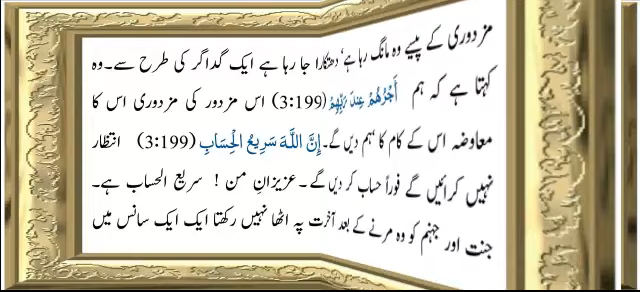 مزدوری کے پیسے وہ مانگ رہا ہے، دھتکارا جا رہا ہے ایک گداگر کی طرح سے۔ وہ
کہتا ہے کہ ہم أَجْرُهُمْ عِندَ رَبِّهِمْ (3:199) اس مزدور کی مزدوری اس کا
معاوضہ اس کے کام کا ہم دیں گے۔ إِنَّ اللَّهَ سَرِيعُ الْحِسَابِ (3:199) انتظار
نہیں کرائیں گے فوراً حساب کر دیں گے۔ عزیزانِ من! سریع الحساب ہے۔
جنت اور جہنم کو وہ مرنے کے بعد آخرت پہ اٹھا نہیں رکھتا ایک ایک سانس میں